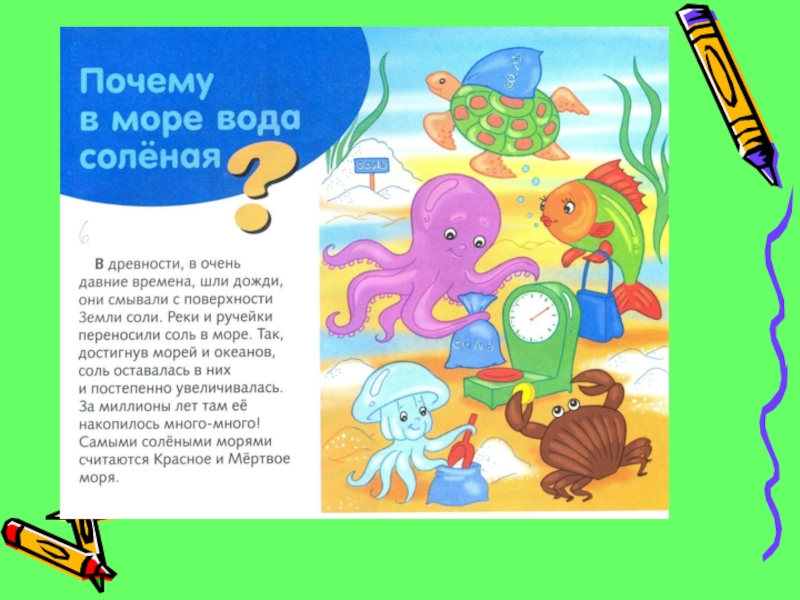 Почему
в море вода
солёная
?
соль
соль
соль
6
В древности, в очень
давние времена, шли дожди,
они смывали с поверхности
Земли соли. Реки и ручейки
переносили соль в море. Так,
достигнув морей и океанов,
соль оставалась в них
и постепенно увеличивалась.
За миллионы лет там её
накопилось много-много!
Самыми солёными морями
считаются Красное и Мёртвое
моря.